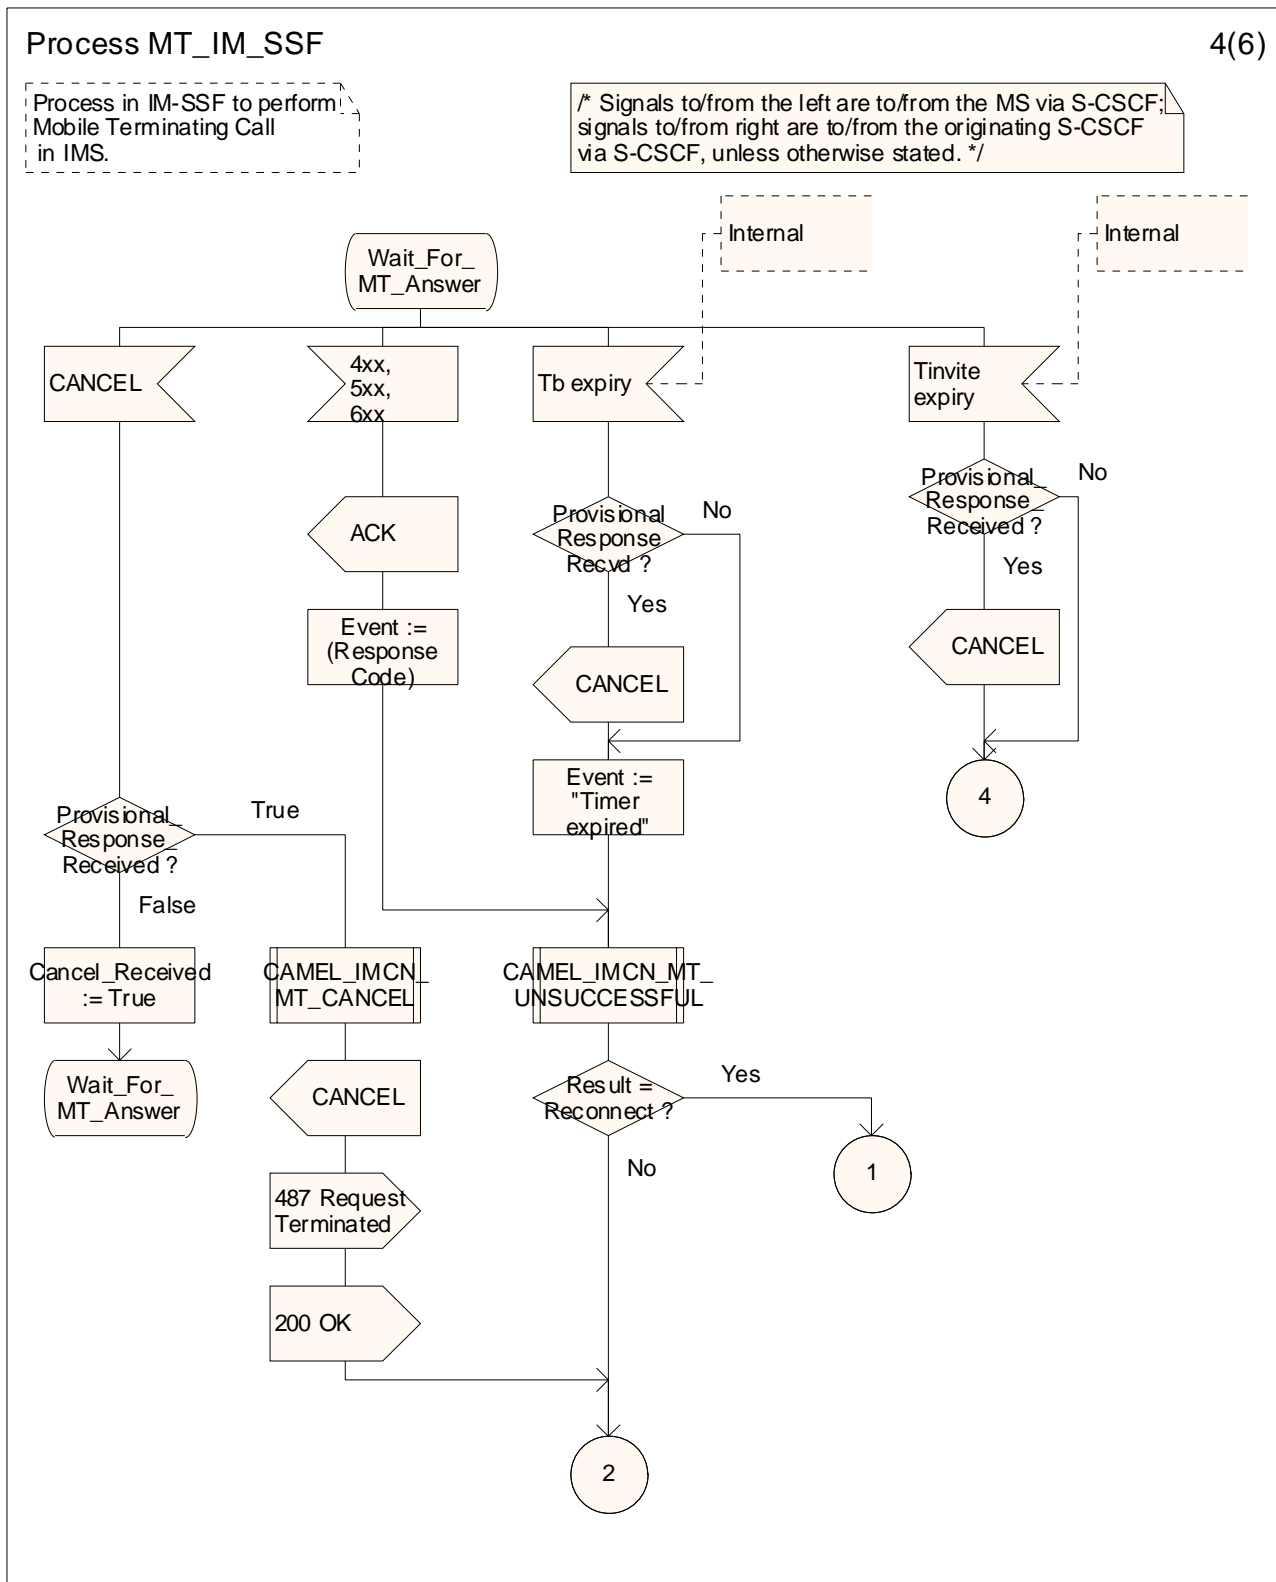 Process MT_IM_SSF
4(6)
Process in IM-SSF to perform
Mobile Terminating Call
in IMS.
/* Signals to/from the left are to/from the MS via S-CSCF;
signals to/from right are to/from the originating S-CSCF
via S-CSCF, unless otherwise stated. */
Internal
Internal
Wait_For_
MT_Answer
CANCEL
4xx,
5xx,
6xx
Tb expiry
Tinvite
expiry
Provisional_
Response_
Received ?
No
Yes
ACK
Provisional
Response
Recvd ?
No
Yes
Event :=
(Response
Code)
CANCEL
CANCEL
Event :=
"Timer
expired"
4
Provisional_
Response_
Received ?
True
False
Cancel_Received
:= True
CAMEL_IMCN_
MT_CANCEL
CAMEL_IMCN_MT_
UNSUCCESSFUL
Wait_For_
MT_Answer
CANCEL
Result =
Reconnect ?
Yes
No
1
487 Request
Terminated
200 OK
2